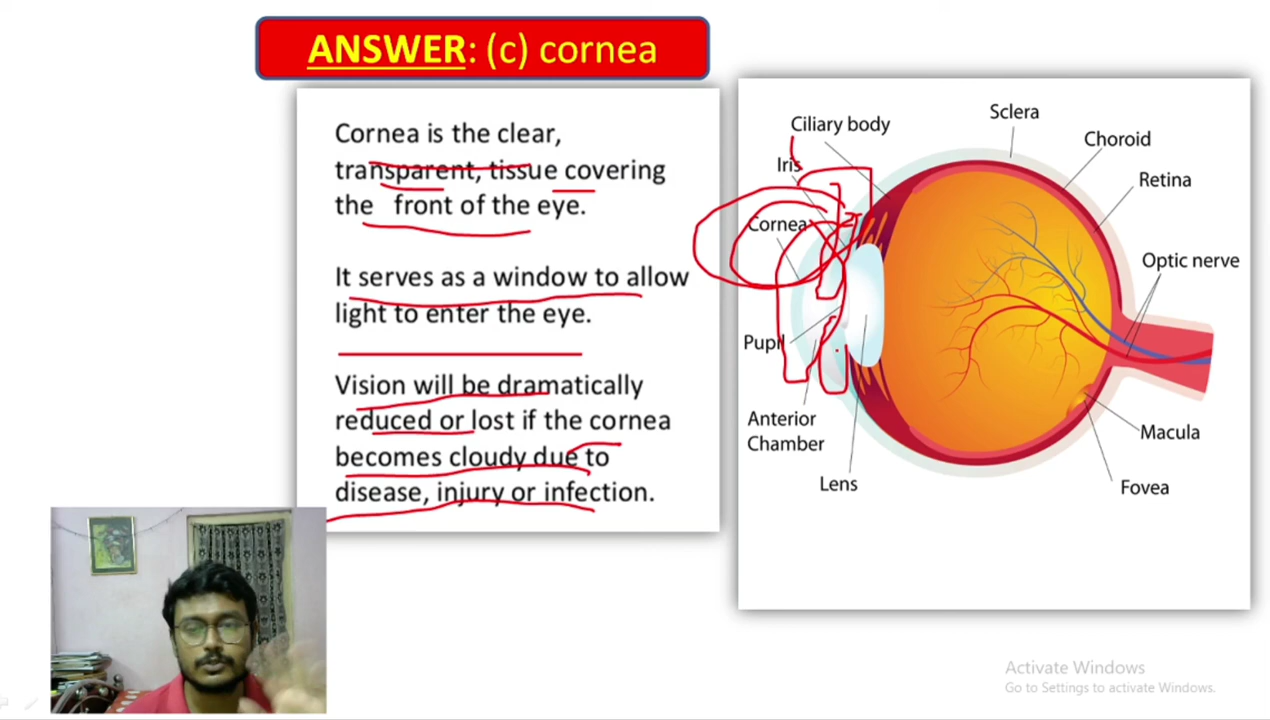 ANSWER: (c) cornea
Cornea is the clear,
transparent, tissue covering
the front of the eye.
It serves as a window to allow
light to enter the eye.
Vision will be dramatically
reduced or lost if the cornea
becomes cloudy due to
disease, injury or infection.
Sclera
Ciliary body
Choroid
Iris
Retina
Cornea
Optic nerve
Pupil
Anterior
Chamber
Macula
Lens
Fovea
Activate Windows
Go to Settings to activate Windows.